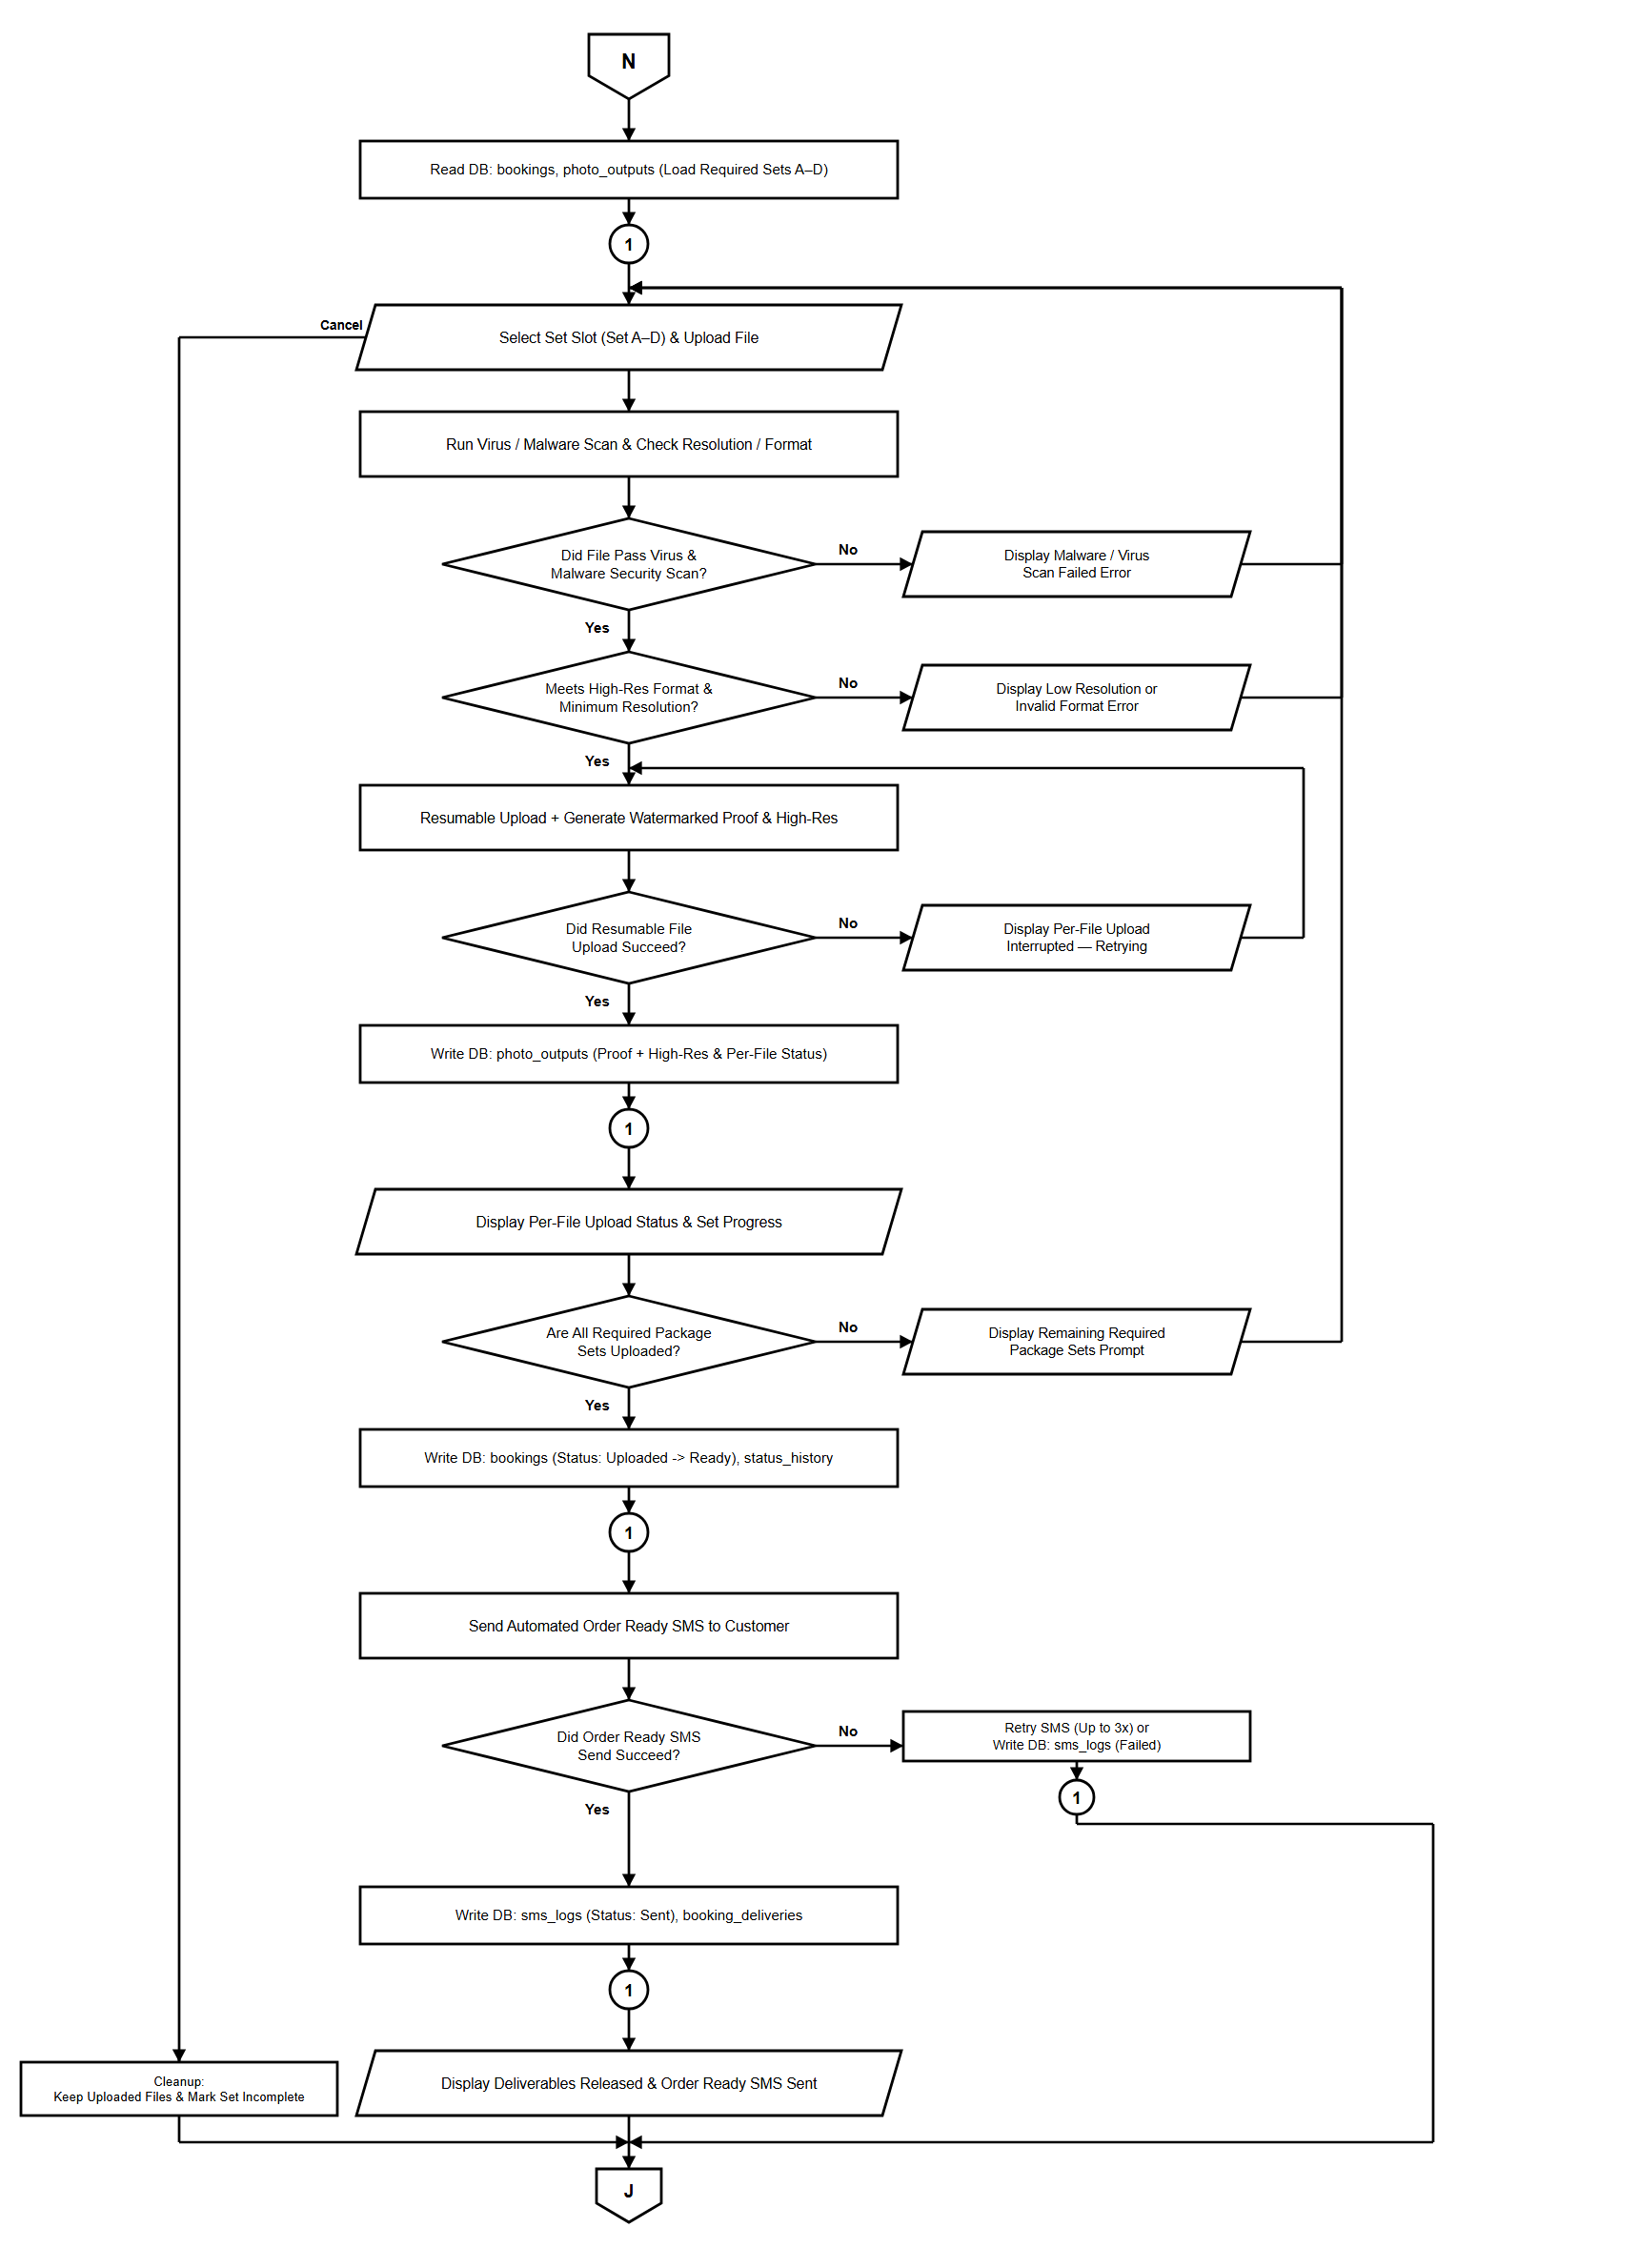 N
Read DB: bookings, photo_outputs (Load Required Sets A–D)
1
Cancel
Select Set Slot (Set A–D) & Upload File
Run Virus / Malware Scan & Check Resolution / Format
Did File Pass Virus &
Malware Security Scan?
No
Display Malware / Virus
Scan Failed Error
Yes
Meets High-Res Format &
Minimum Resolution?
No
Display Low Resolution or
Invalid Format Error
Yes
Resumable Upload + Generate Watermarked Proof & High-Res
Did Resumable File
Upload Succeed?
No
Display Per-File Upload
Interrupted — Retrying
Yes
Write DB: photo_outputs (Proof + High-Res & Per-File Status)
1
Display Per-File Upload Status & Set Progress
Are All Required Package
Sets Uploaded?
No
Display Remaining Required
Package Sets Prompt
Yes
Write DB: bookings (Status: Uploaded -> Ready), status_history
1
Send Automated Order Ready SMS to Customer
Did Order Ready SMS
Send Succeed?
No
Retry SMS (Up to 3x) or
Write DB: sms_logs (Failed)
1
Yes
Write DB: sms_logs (Status: Sent), booking_deliveries
1
Cleanup:
Keep Uploaded Files & Mark Set Incomplete
Display Deliverables Released & Order Ready SMS Sent
J